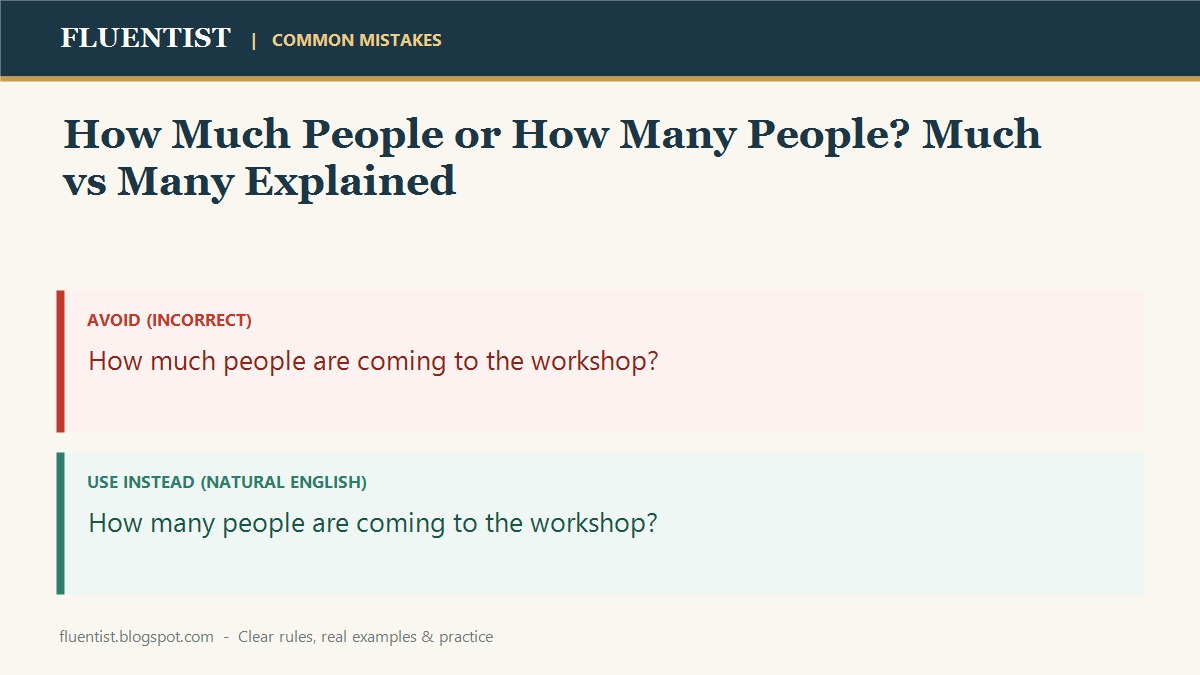 FLUENTIST | COMMON MISTAKES
How Much People or How Many People? Much
vs Many Explained
AVOID (INCORRECT)
How much people are coming to the workshop?
USE INSTEAD (NATURAL ENGLISH)
How many people are coming to the workshop?
fluentist.blogspot.com - Clear rules, real examples & practice